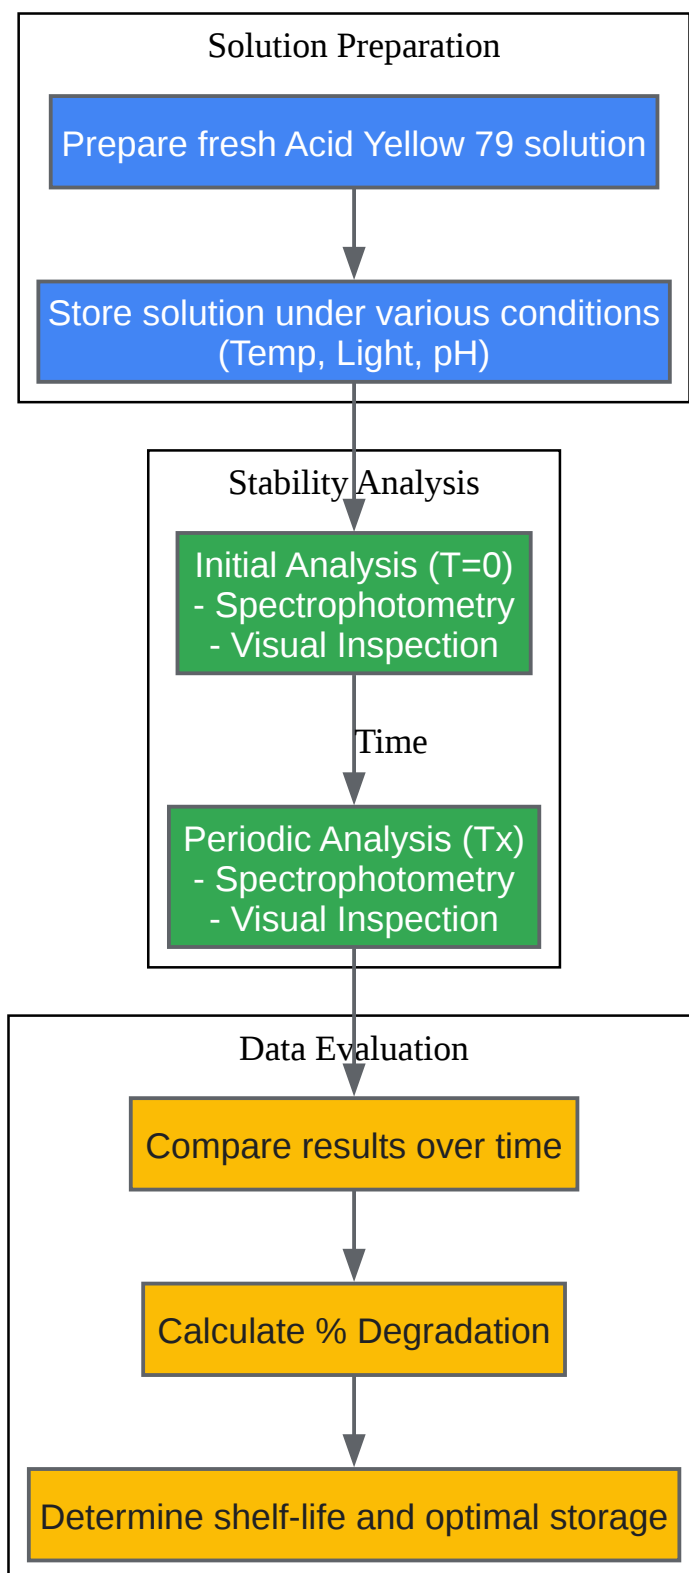 Solution Preparation
Prepare fresh Acid Yellow 79 solution
Store solution under various conditions
(Temp, Light, pH)
Stability Analysis
Initial Analysis (T=0)
- Spectrophotometry
- Visual Inspection
Time
Periodic Analysis (Tx)
- Spectrophotometry
- Visual Inspection
Data Evaluation
Compare results over time
Calculate % Degradation
Determine shelf-life and optimal storage